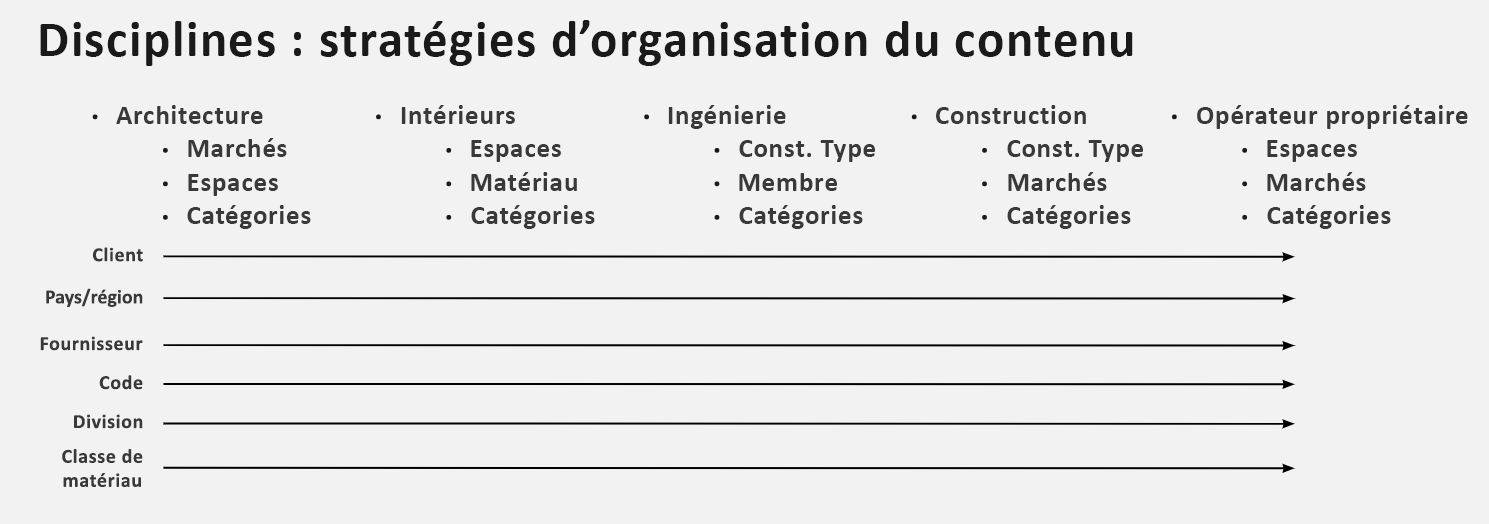 Disciplines : stratégies d’organisation du contenu
• Architecture
• Marchés
• Espaces
• Catégories
• Intérieurs
• Espaces
• Matériau
• Catégories
• Ingénierie
• Const. Type
• Membre
• Catégories
• Construction
• Const. Type
• Marchés
• Catégories
• Opérateur propriétaire
• Espaces
• Marchés
• Catégories
Client
Pays/région
Fournisseur
Code
Division
Classe de
matériau